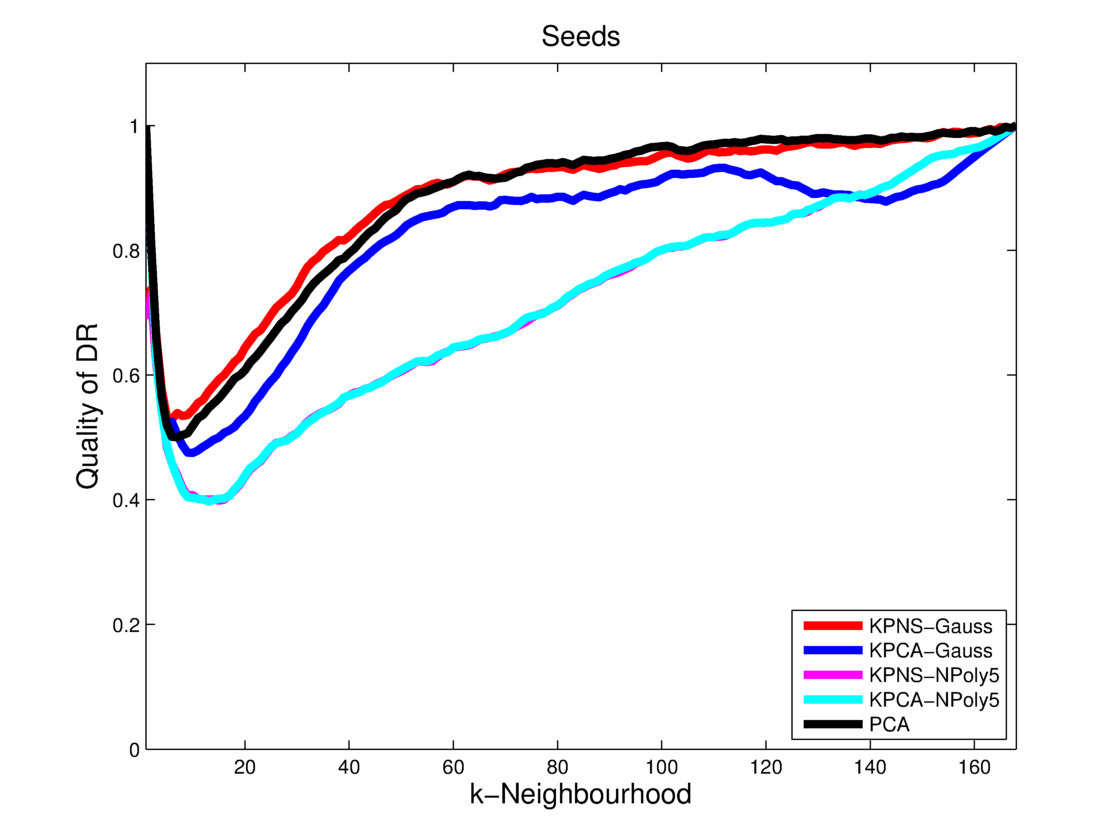 Seeds
Quality of DR
1
0.8
0.6
0.4
0.2
0
20 40 60 80 100 120 140 160
k−Neighbourhood
KPNS−Gauss
KPCA−Gauss
KPNS−NPoly5
KPCA−NPoly5
PCA